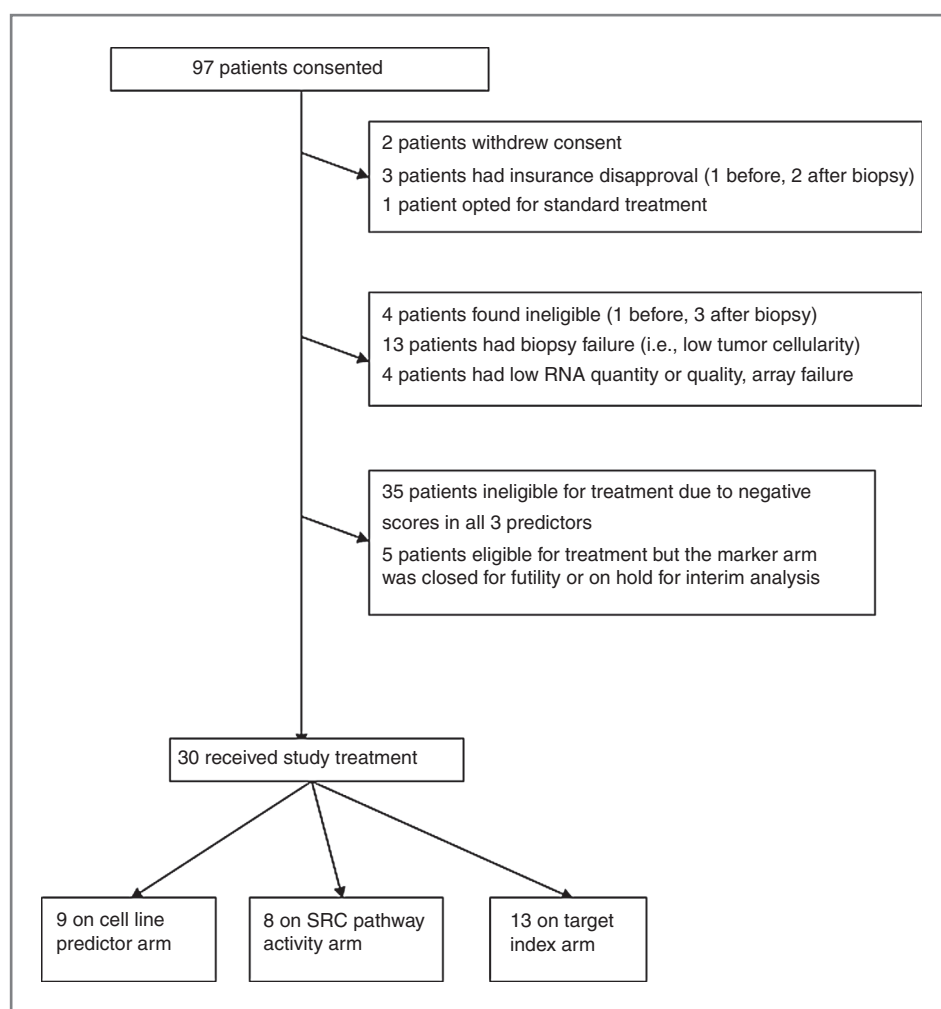 97 patients consented
2 patients withdrew consent
3 patients had insurance disapproval (1 before, 2 after biopsy)
1 patient opted for standard treatment
4 patients found ineligible (1 before, 3 after biopsy)
13 patients had biopsy failure (i.e., low tumor cellularity)
4 patients had low RNA quantity or quality, array failure
35 patients ineligible for treatment due to negative
scores in all 3 predictors
5 patients eligible for treatment but the marker arm
was closed for futility or on hold for interim analysis
30 received study treatment
9 on cell line
predictor arm
8 on SRC pathway
activity arm
13 on target
index arm